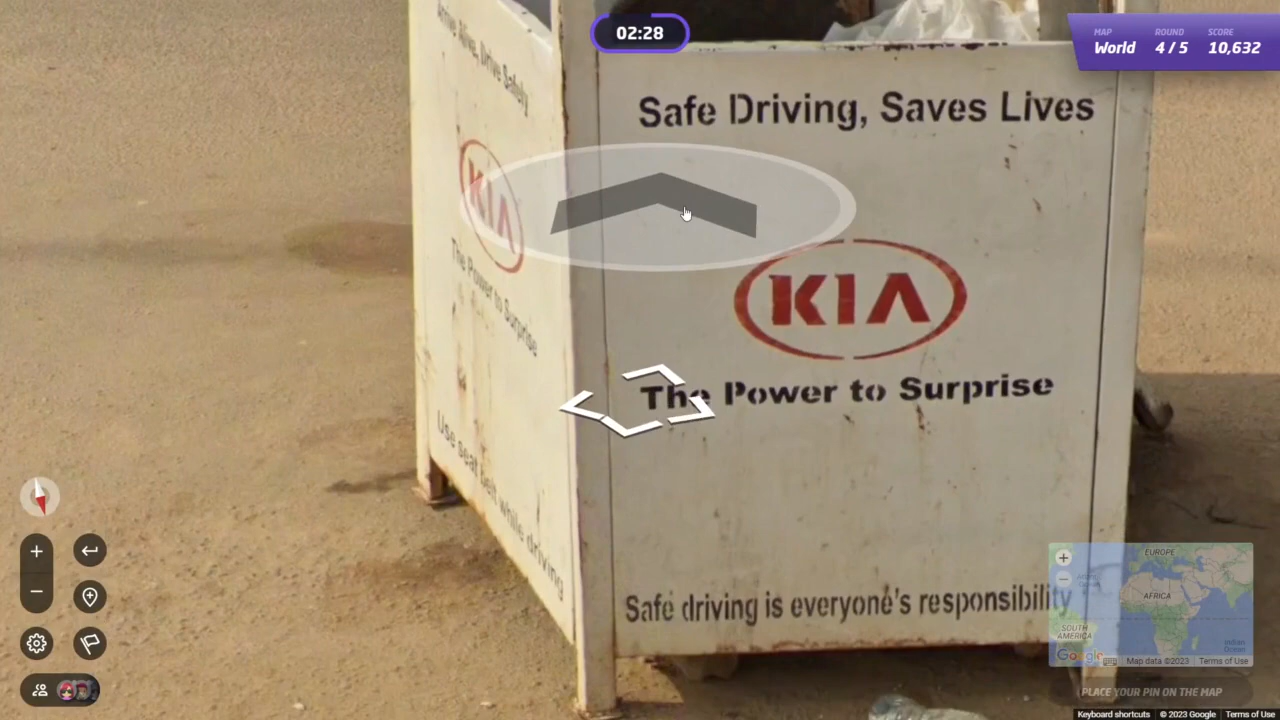 02:28
MAP
World
ROUND
4 / 5
SCORE
10,632
Arrive Alive, Drive Safely
KIA
The Power to Surprise
Use seat belt while driving
Safe Driving, Saves Lives
KIA
The Power to Surprise
Safe driving is everyone's responsibility
EUROPE
AFRICA
SOUTH
AMERICA
Indian
Ocean
Google
Map data ©2023
Terms of Use
PLACE YOUR PIN ON THE MAP
Keyboard shortcuts
© 2023 Google
Terms of Use